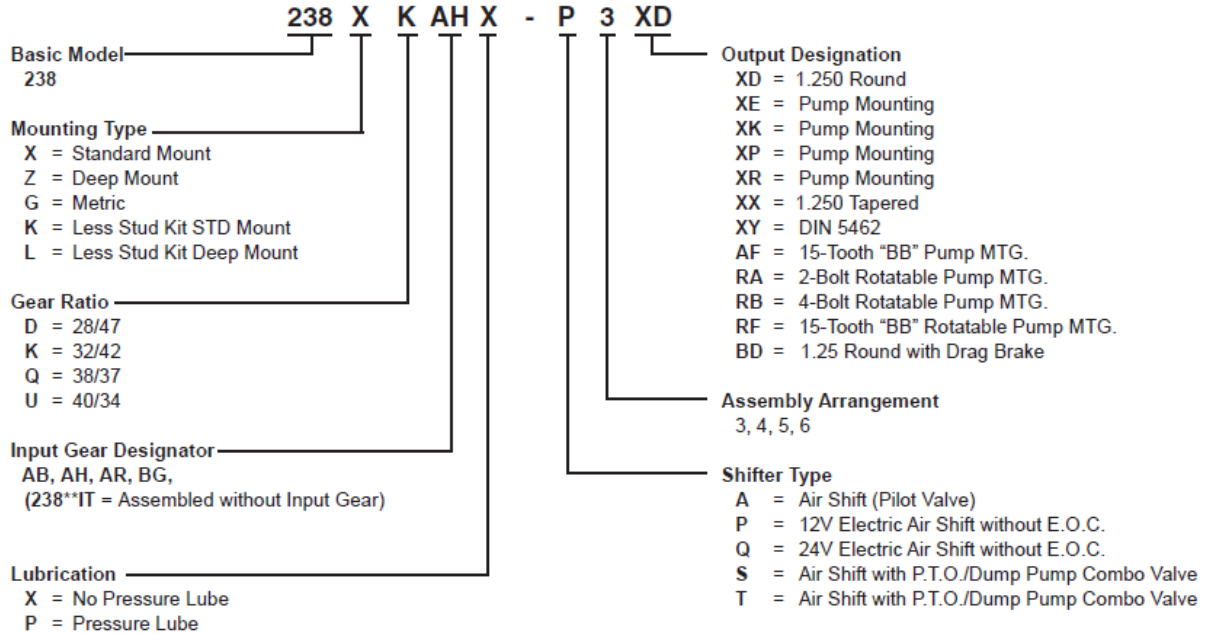 238 X K AH X - P 3 XD
Basic Model
238
Mounting Type
X = Standard Mount
Z = Deep Mount
G = Metric
K = Less Stud Kit STD Mount
L = Less Stud Kit Deep Mount
Gear Ratio
D = 28/47
K = 32/42
Q = 38/37
U = 40/34
Input Gear Designator
AB, AH, AR, BG,
(238**IT = Assembled without Input Gear)
Lubrication
X = No Pressure Lube
P = Pressure Lube
Output Designation
XD = 1.250 Round
XE = Pump Mounting
XK = Pump Mounting
XP = Pump Mounting
XR = Pump Mounting
XX = 1.250 Tapered
XY = DIN 5462
AF = 15-Tooth “BB” Pump MTG.
RA = 2-Bolt Rotatable Pump MTG.
RB = 4-Bolt Rotatable Pump MTG.
RF = 15-Tooth “BB” Rotatable Pump MTG.
BD = 1.25 Round with Drag Brake
Assembly Arrangement
3, 4, 5, 6
Shifter Type
A = Air Shift (Pilot Valve)
P = 12V Electric Air Shift without E.O.C.
Q = 24V Electric Air Shift without E.O.C.
S = Air Shift with P.T.O./Dump Pump Combo Valve
T = Air Shift with P.T.O./Dump Pump Combo Valve